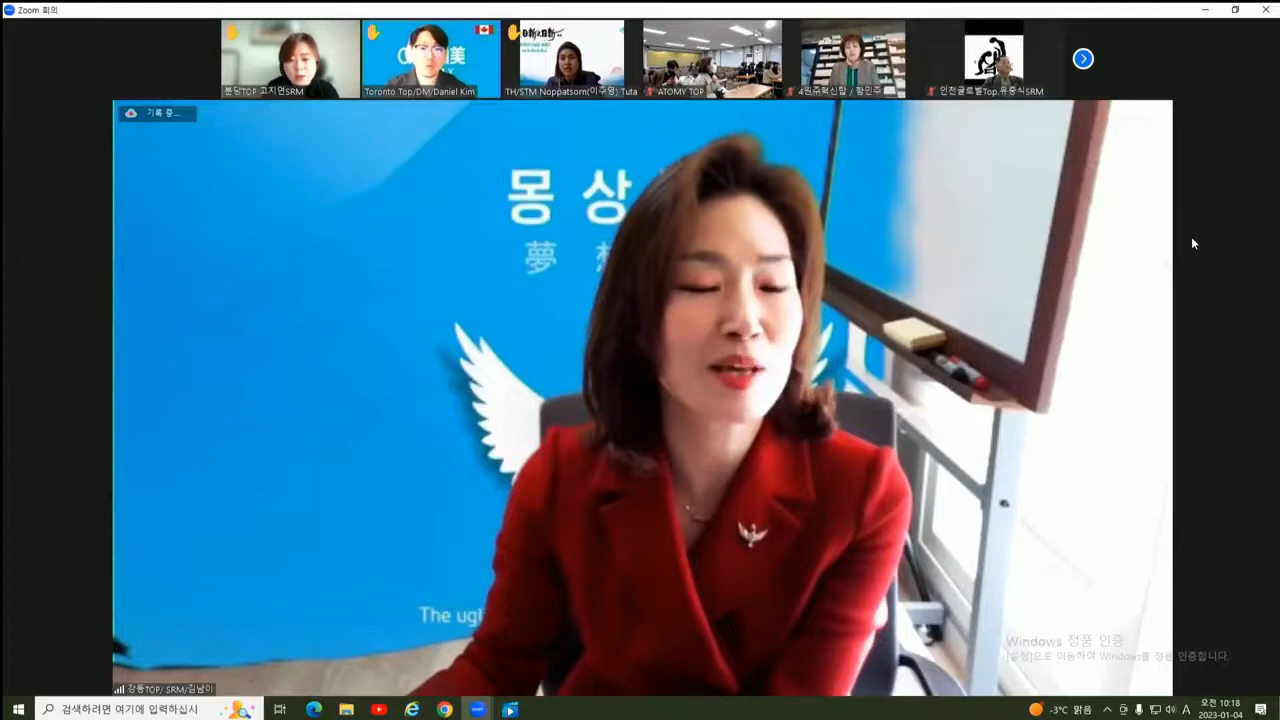 Zoom 회의
분당TOP 고지연SRM
Toronto Top/DM/Daniel Kim
TH/STM Noppatsorn(이주영) Tuta
ATOMY TOP
4원주혁신탑 / 함민주
인천글로벌Top.유중식SRM
기록 중...
몽 상
夢 想
The ugl
Windows 정품 인증
[설정]으로 이동하여 Windows를 정품 인증합니다.
강동TOP/ SRM/김남이
검색하려면 여기에 입력하십시
-3°C 맑음
A
오전 10:18
2023-01-04